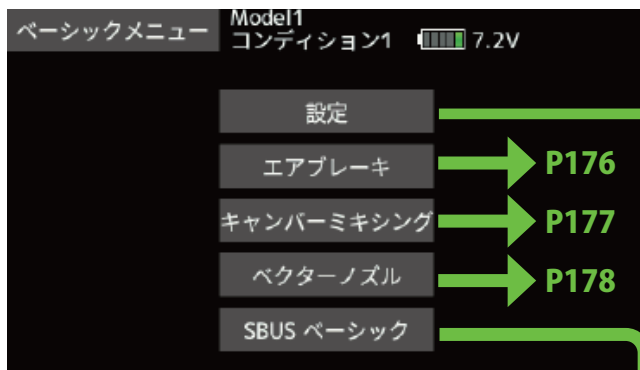 ベーシックメニュー
Model1
コンディション1 7.2V
設定
エアブレーキ P176
キャンバーミキシング P177
ベクターノズル P178
SBUS ベーシック